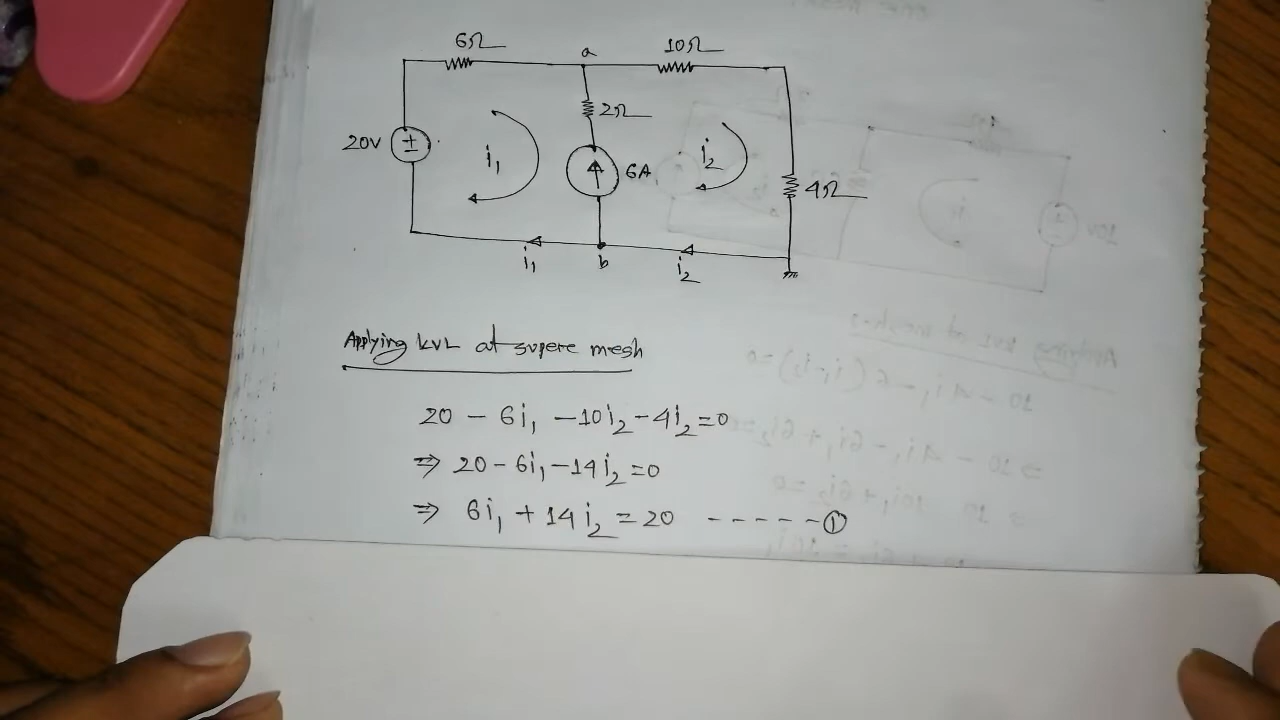 6Ω a 10Ω
2Ω
20V ± i₁ 6A i₂ 4Ω
i₁ b i₂
Applying KVL at supere mesh
20 - 6i₁ - 10i₂ - 4i₂ = 0
⇒ 20 - 6i₁ - 14i₂ = 0
⇒ 6i₁ + 14i₂ = 20 ------①